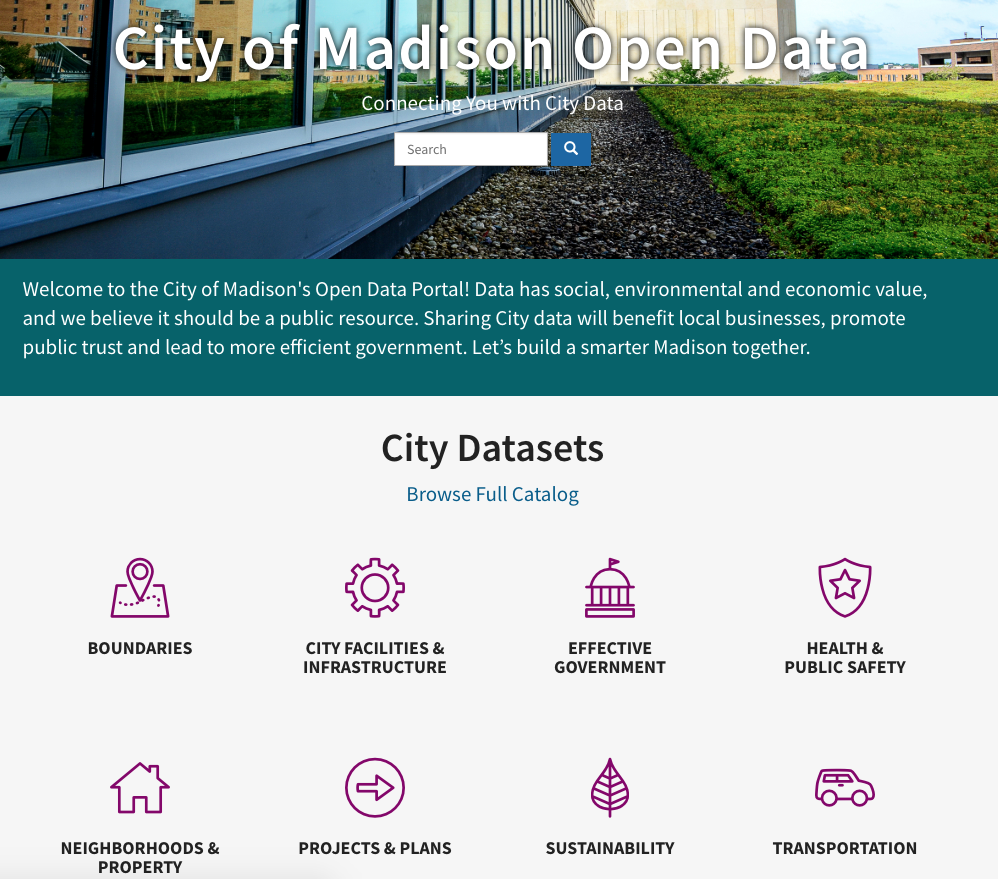 City of Madison Open Data
Connecting You with City Data
Search
Welcome to the City of Madison's Open Data Portal! Data has social, environmental and economic value,
and we believe it should be a public resource. Sharing City data will benefit local businesses, promote
public trust and lead to more efficient government. Let’s build a smarter Madison together.
City Datasets
Browse Full Catalog
BOUNDARIES
CITY FACILITIES &
INFRASTRUCTURE
EFFECTIVE
GOVERNMENT
HEALTH &
PUBLIC SAFETY
NEIGHBORHOODS &
PROPERTY
PROJECTS & PLANS
SUSTAINABILITY
TRANSPORTATION